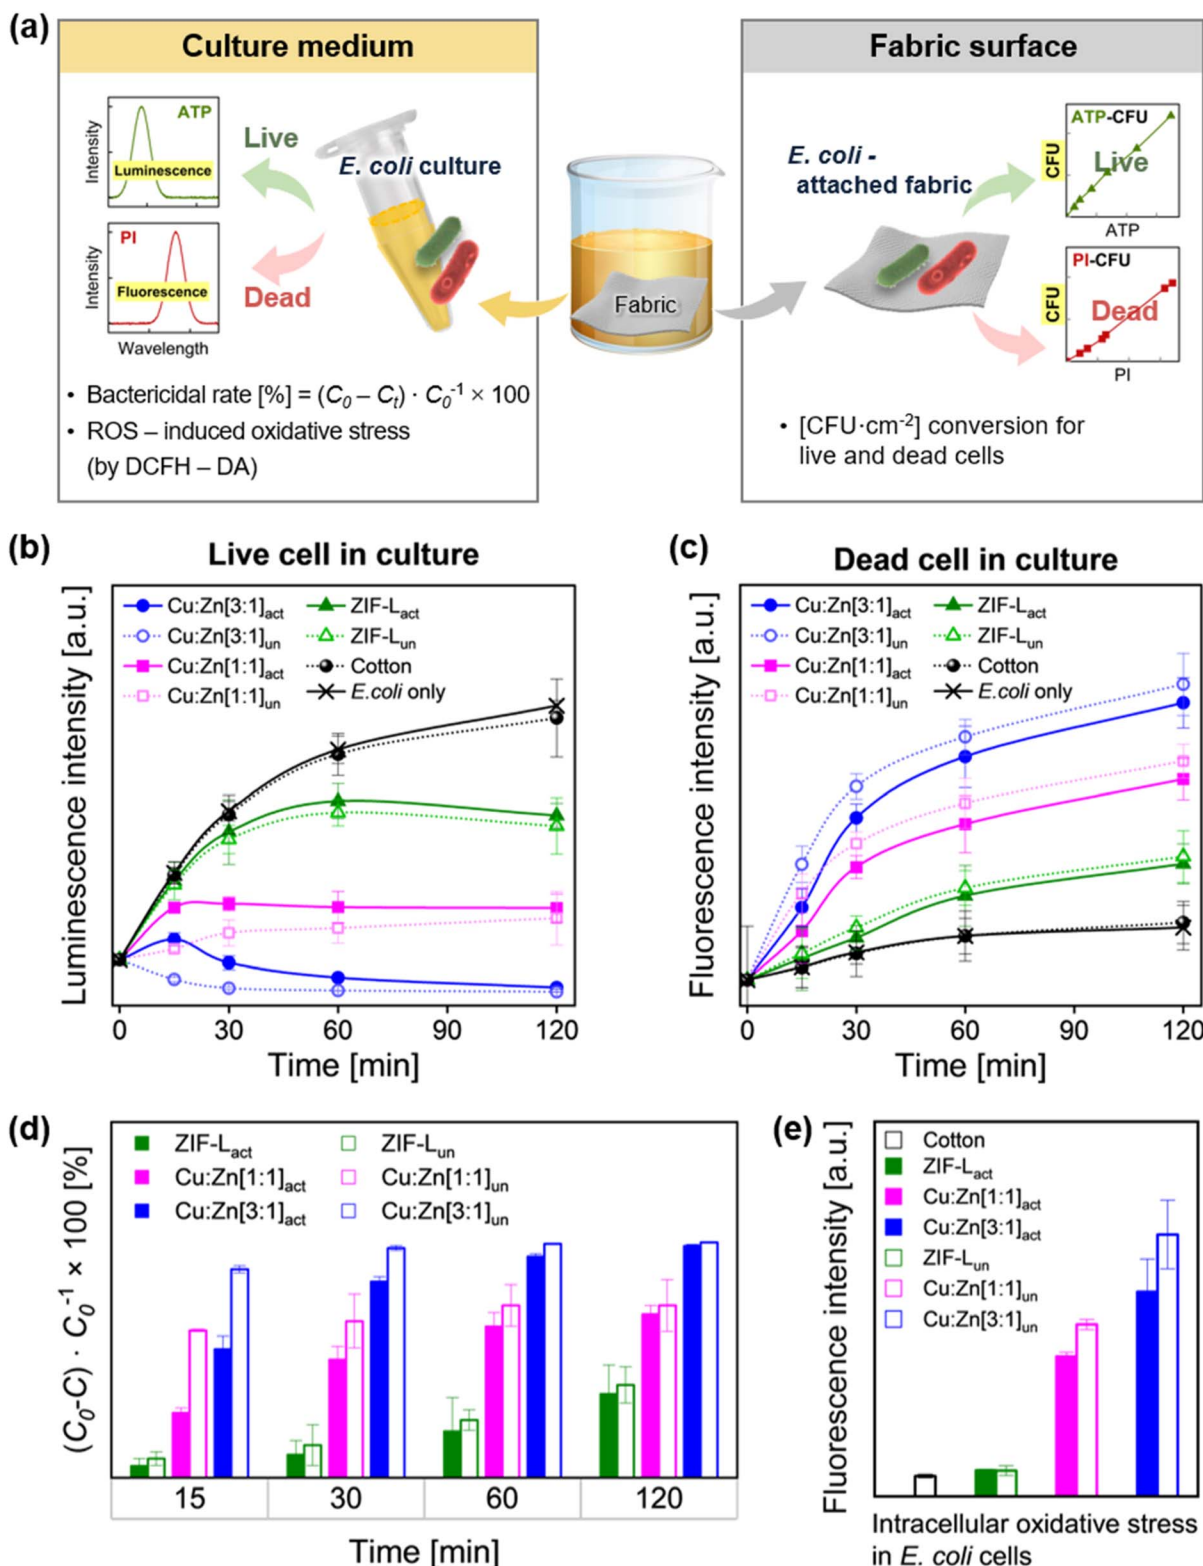 (a)
Culture medium
Fabric surface
ATP
Intensity
Luminescence
Live
E. coli culture
PI
Intensity
Fluorescence
Dead
Wavelength
Fabric
E. coli -
attached fabric
ATP-CFU
CFU
Live
ATP
PI-CFU
CFU
Dead
PI
• Bactericidal rate [%] = (C₀ – Cₜ) · C₀⁻¹ × 100
• ROS – induced oxidative stress
(by DCFH – DA)
• [CFU·cm⁻²] conversion for
live and dead cells
(b)
Live cell in culture
Luminescence intensity [a.u.]
Cu:Zn[3:1]act
Cu:Zn[3:1]un
Cu:Zn[1:1]act
Cu:Zn[1:1]un
ZIF-Lact
ZIF-Lun
Cotton
E.coli only
0 30 60 90 120
Time [min]
(c)
Dead cell in culture
Fluorescence intensity [a.u.]
Cu:Zn[3:1]act
Cu:Zn[3:1]un
Cu:Zn[1:1]act
Cu:Zn[1:1]un
ZIF-Lact
ZIF-Lun
Cotton
E.coli only
0 30 60 90 120
Time [min]
(d)
(C₀-C) · C₀⁻¹ × 100 [%]
ZIF-Lact
Cu:Zn[1:1]act
Cu:Zn[3:1]act
ZIF-Lun
Cu:Zn[1:1]un
Cu:Zn[3:1]un
15 30 60 120
Time [min]
(e)
Fluorescence intensity [a.u.]
Cotton
ZIF-Lact
Cu:Zn[1:1]act
Cu:Zn[3:1]act
ZIF-Lun
Cu:Zn[1:1]un
Cu:Zn[3:1]un
Intracellular oxidative stress
in E. coli cells